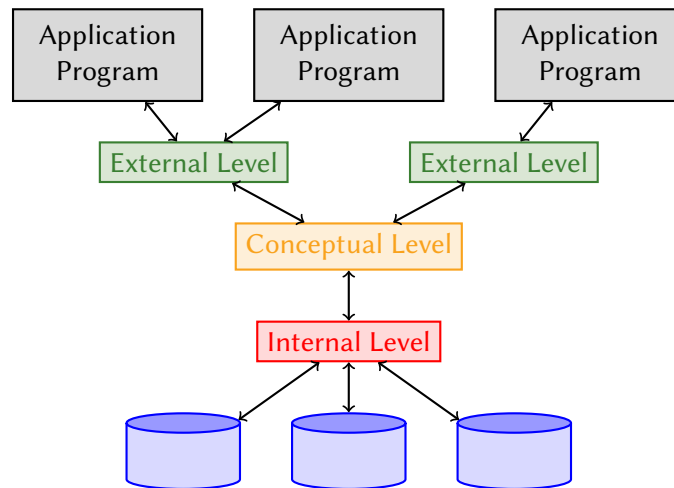 Application
Program
Application
Program
Application
Program
External Level
External Level
Conceptual Level
Internal Level